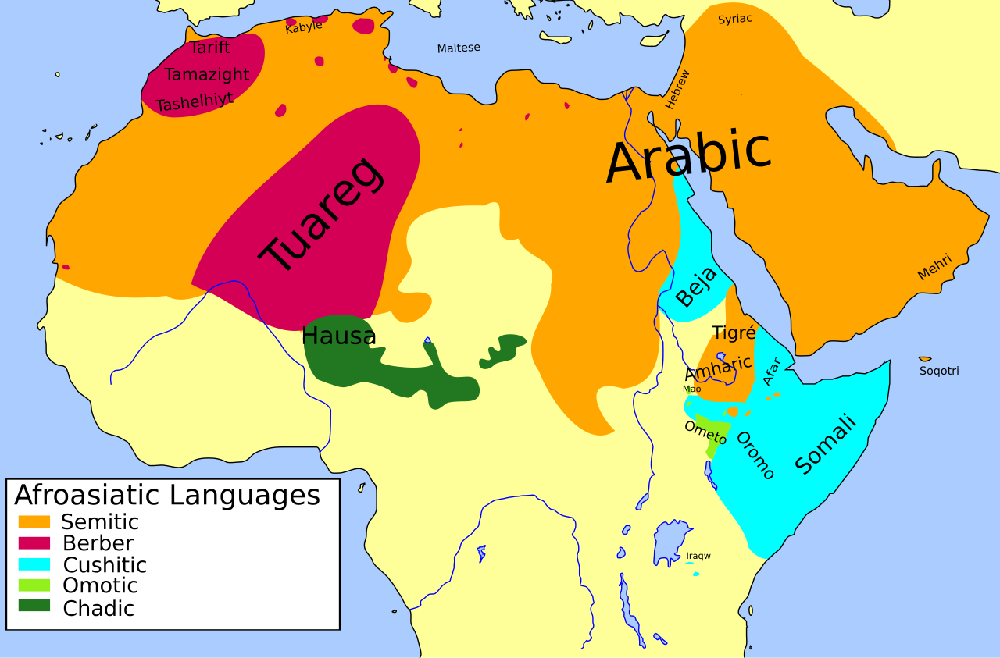 Syriac
Kabyle
Maltese
Tarift
Tamazight
Tashelhiyt
Hebrew
Arabic
Tuareg
Mehri
Beja
Hausa
Tigré
Amharic
Afar
Soqotri
Mao
Ometo
Oromo
Somali
Iraqw
Afroasiatic Languages
Semitic
Berber
Cushitic
Omotic
Chadic